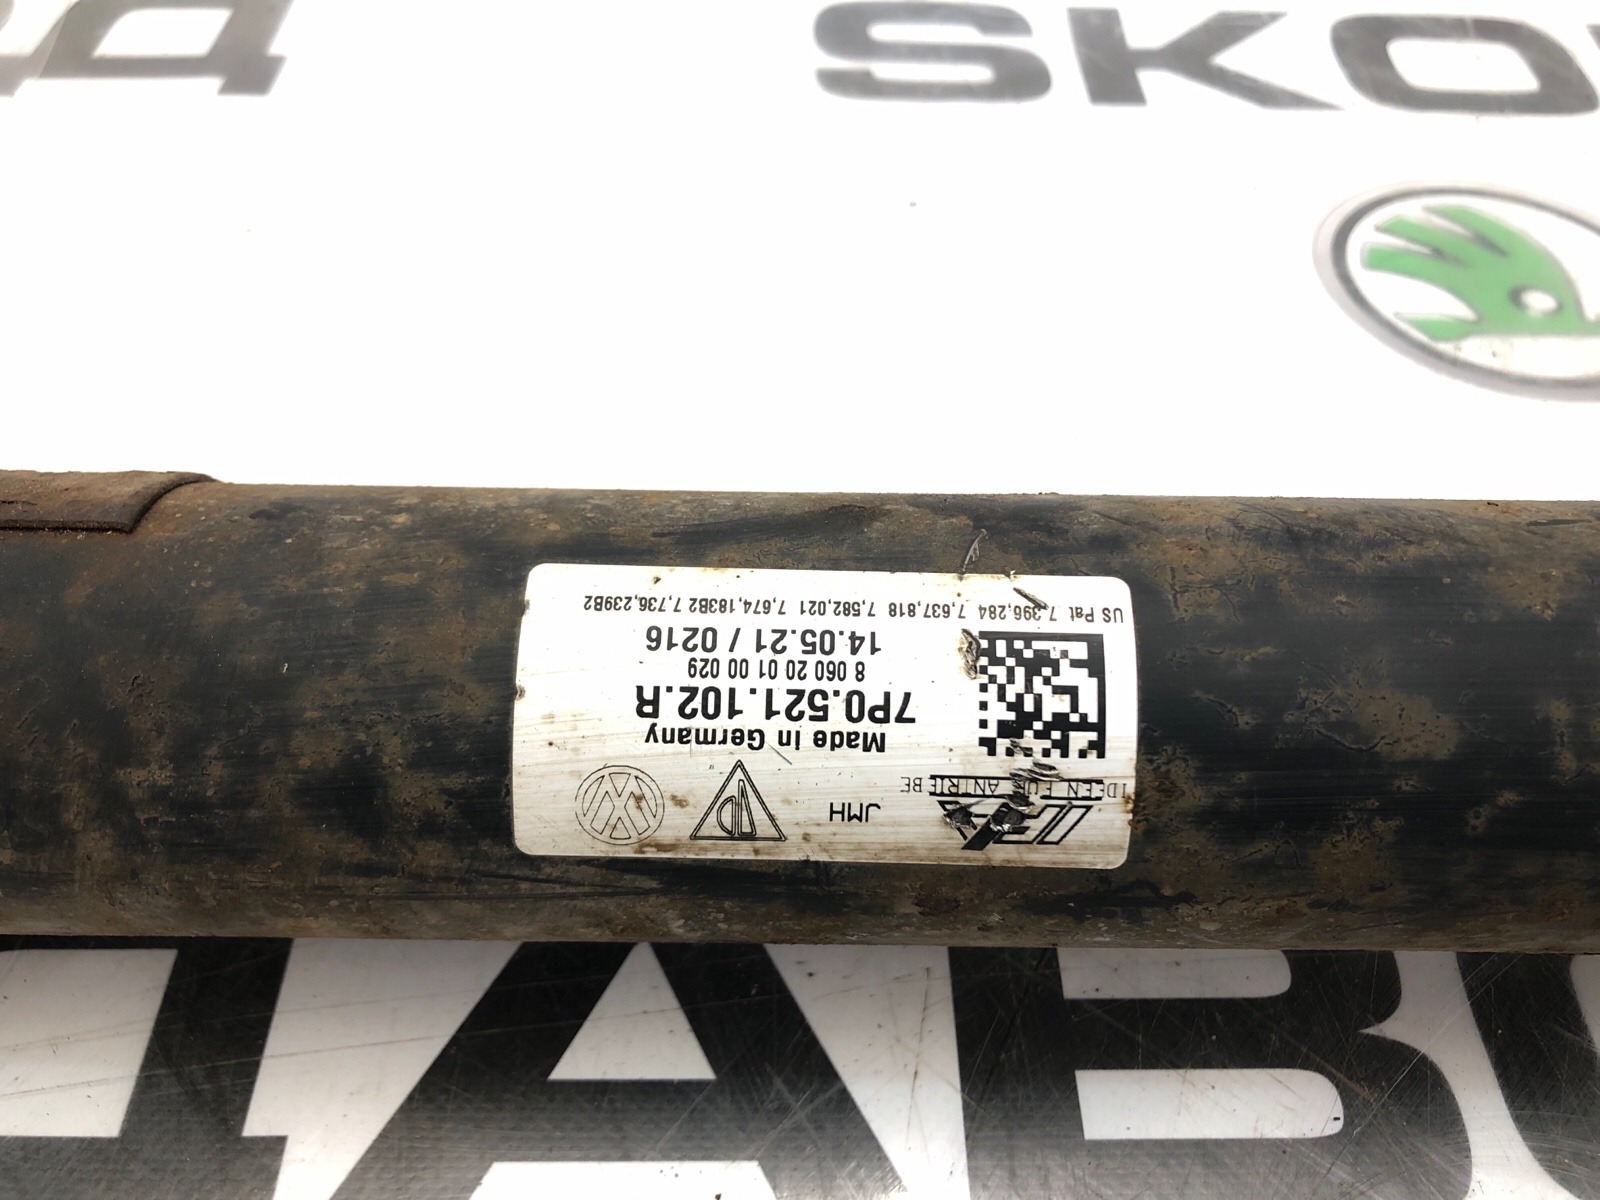 SKO
IFA
IDEEN FÜR ANTRIEBE
JMH
Made in Germany
7P0.521.102.R
8 060 20 01 00 029
14.05.21 / 0216
US Pat 7,396,284 7,637,818 7,582,021 7,674,183B2 7,736,239B2